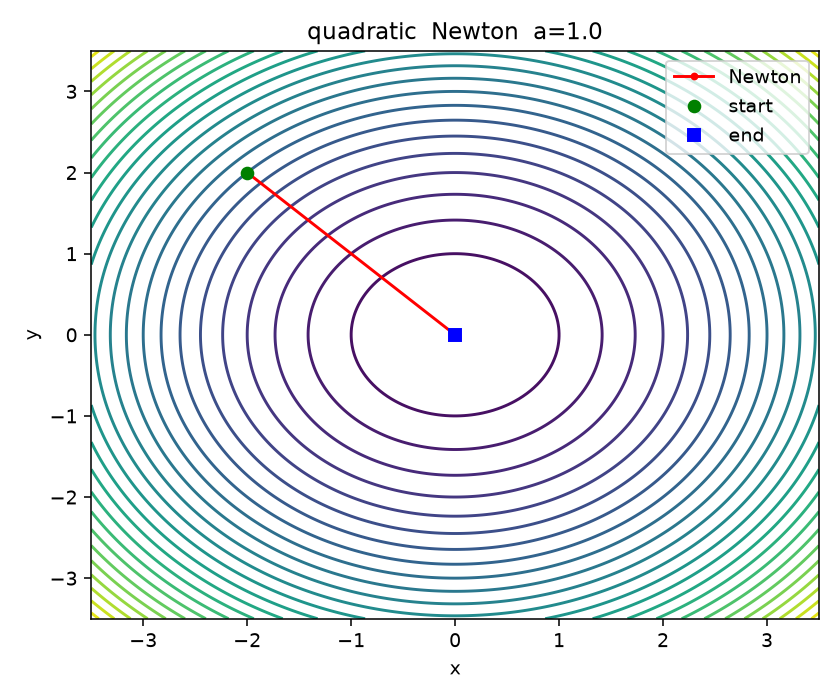 quadratic  Newton  a=1.0
Newton
start
end
3
2
1
0
−1
−2
−3
y
−3 −2 −1 0 1 2 3
x